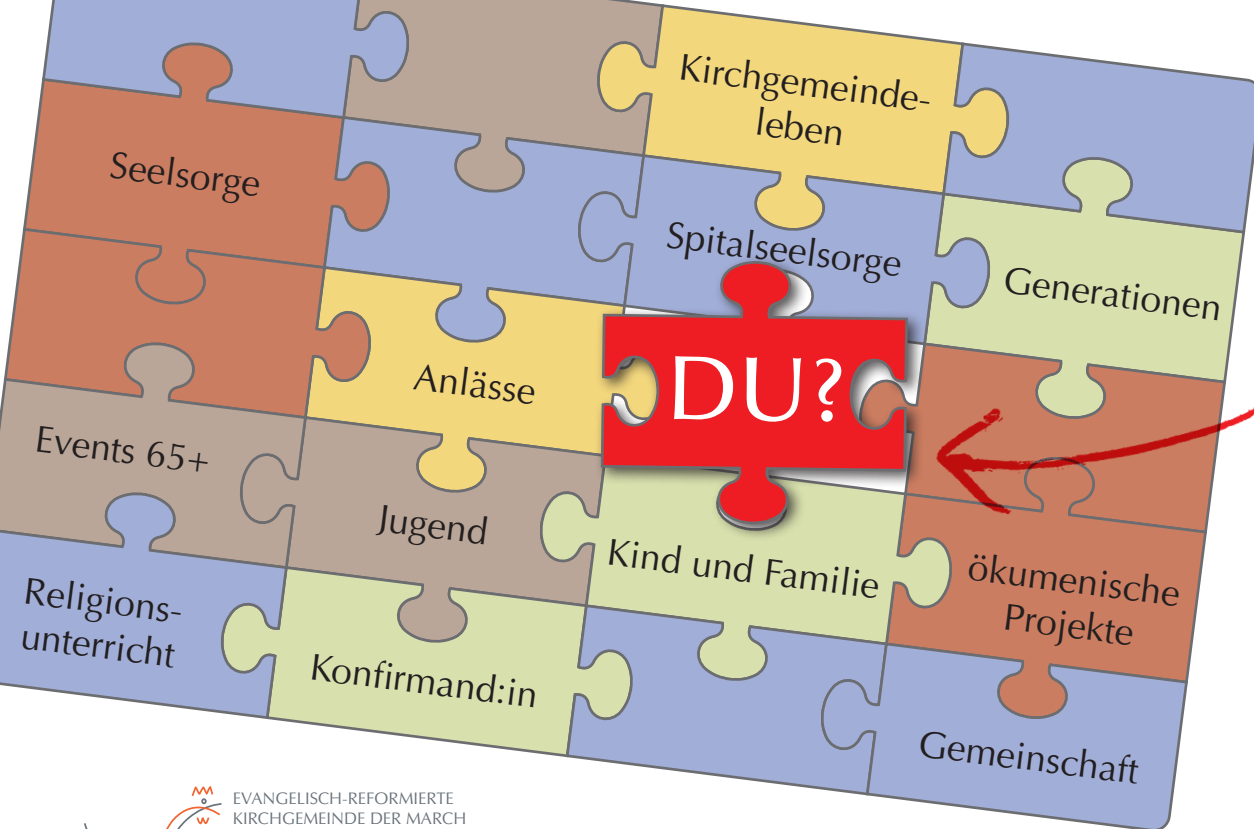 Kirchgemeinde-
leben
Seelsorge
Spitalseelsorge
Generationen
DU?
Anlässe
Events 65+
Jugend
Kind und Familie
ökumenische
Projekte
Religions-
unterricht
Konfirmand:in
Gemeinschaft
EVANGELISCH-REFORMIERTE
KIRCHGEMEINDE DER MARCH